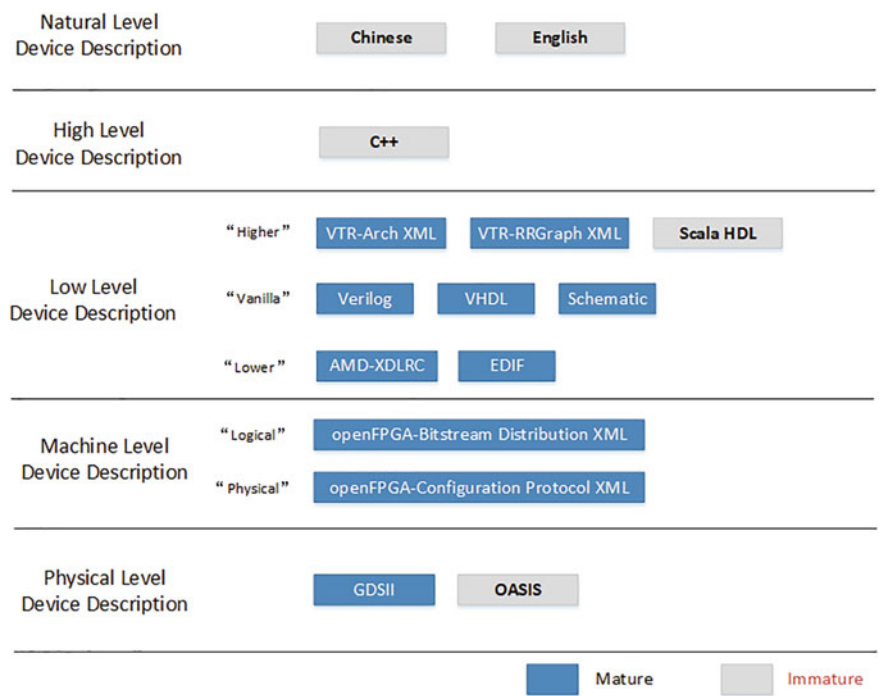 Natural Level
Device Description
Chinese
English
High Level
Device Description
C++
Low Level
Device Description
“Higher”
VTR-Arch XML
VTR-RRGraph XML
Scala HDL
“Vanilla”
Verilog
VHDL
Schematic
“Lower”
AMD-XDLRC
EDIF
Machine Level
Device Description
“Logical”
openFPGA-Bitstream Distribution XML
“Physical”
openFPGA-Configuration Protocol XML
Physical Level
Device Description
GDSII
OASIS
Mature
Immature